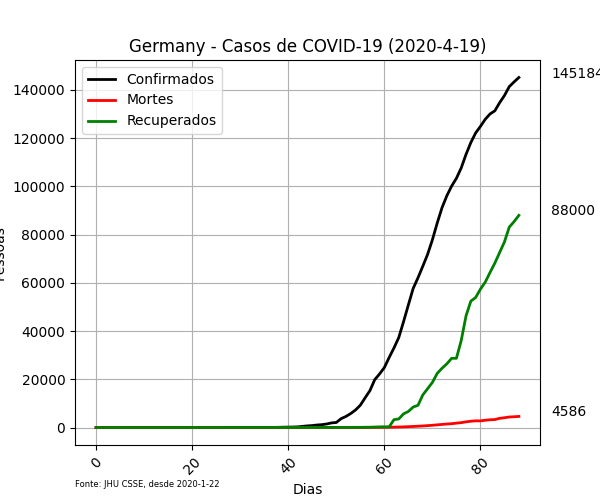 Germany - Casos de COVID-19 (2020-4-19)
Confirmados
Mortes
Recuperados
145184
88000
4586
140000
120000
100000
80000
60000
40000
20000
0
0
20
40
60
80
Dias
Fonte: JHU CSSE, desde 2020-1-22